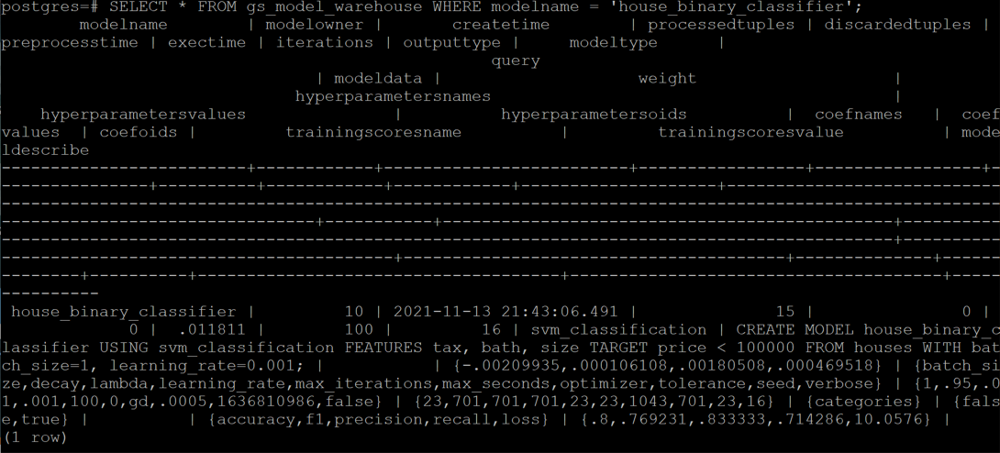 postgres=# SELECT * FROM gs_model_warehouse WHERE modelname = 'house_binary_classifier';
modelname | modelowner | createtime | processedtuples | discardedtuples |
preprocesstime | exectime | iterations | outputtype | modeltype |
query
| modeldata | weight |
hyperparametersnames |
hyperparametersvalues | hyperparametersoids | coefnames | coef
values | coefoids | trainingscoresname | trainingscoresvalue | mode
ldescribe
---------------------------+------------+---------------------------+------------------+-----------------+-
---------------+----------+------------+------------+--------------------+---------------------------------
-----------------------------------------------------------------------------------------------------------
----------------------------------+-----------+-------------------------------------------------+----------
-------------------------------------------------------------------------------------------------+---------
------------------------------------------+------------------------------------------+---------------+-----
-------+-----------+---------------------------------------+----------------------------------------+------
----------
house_binary_classifier | 10 | 2021-11-13 21:43:06.491 | 15 | 0 |
0 | .011811 | 100 | 16 | svm_classification | CREATE MODEL house_binary_c
lassifier USING svm_classification FEATURES tax, bath, size TARGET price < 100000 FROM houses WITH bat
ch_size=1, learning_rate=0.001; | | {-.00209935,.000106108,.00180508,.000469518} | {batch_si
ze,decay,lambda,learning_rate,max_iterations,max_seconds,optimizer,tolerance,seed,verbose} | {1,.95,.0
1,.001,100,0,gd,.0005,1636810986,false} | {23,701,701,701,23,23,1043,701,23,16} | {categories} | {fals
e,true} | | {accuracy,f1,precision,recall,loss} | {.8,.769231,.833333,.714286,10.0576} |
(1 row)